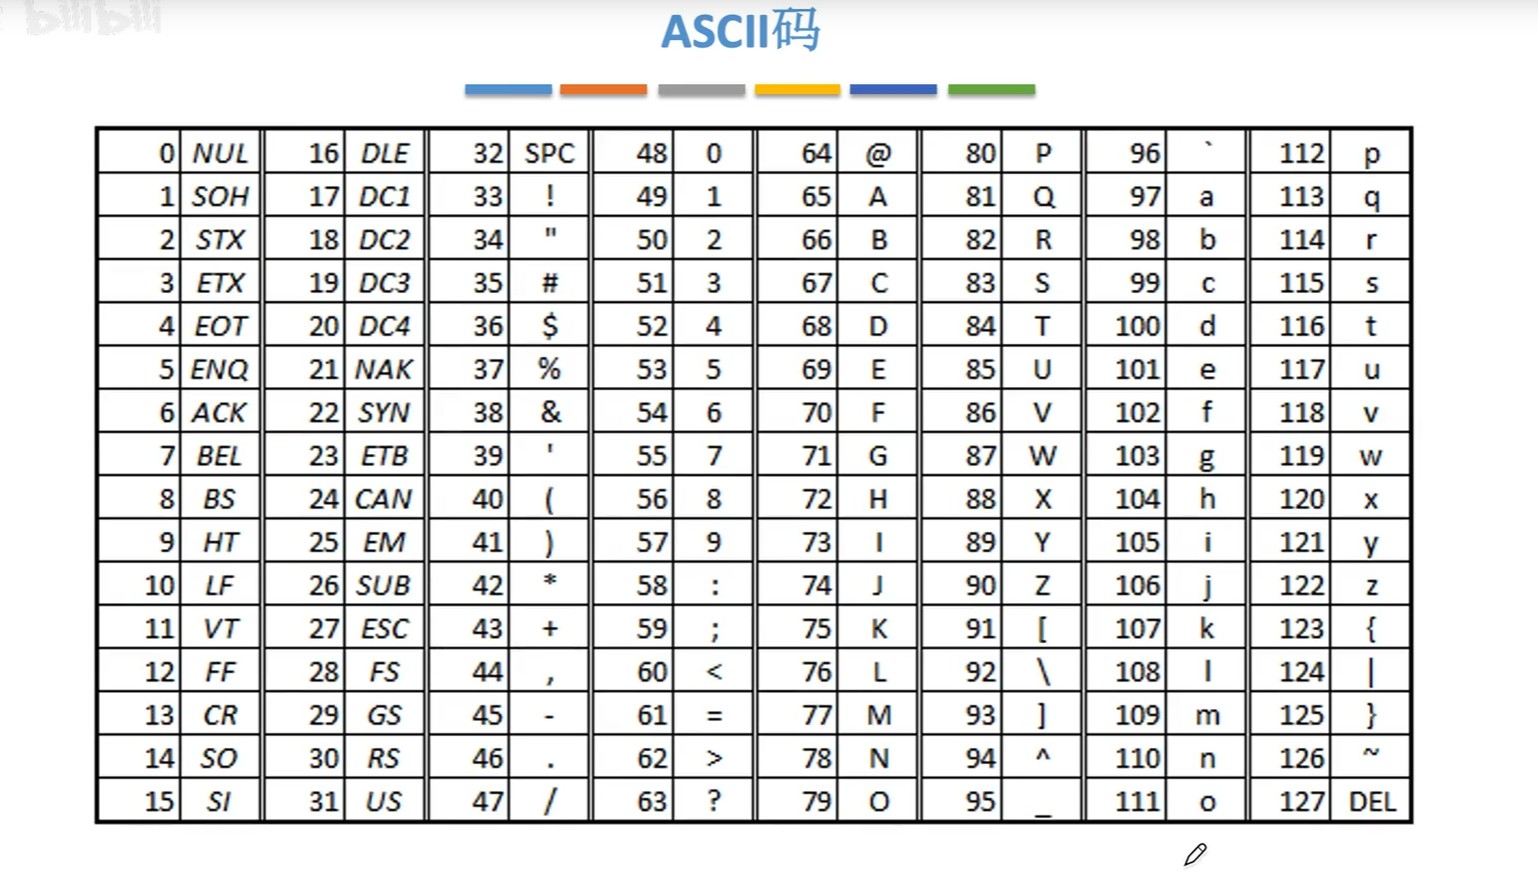 bilibili
ASCII码
0 NUL 16 DLE 32 SPC 48 0 64 @ 80 P 96 ` 112 p
1 SOH 17 DC1 33 ! 49 1 65 A 81 Q 97 a 113 q
2 STX 18 DC2 34 " 50 2 66 B 82 R 98 b 114 r
3 ETX 19 DC3 35 # 51 3 67 C 83 S 99 c 115 s
4 EOT 20 DC4 36 $ 52 4 68 D 84 T 100 d 116 t
5 ENQ 21 NAK 37 % 53 5 69 E 85 U 101 e 117 u
6 ACK 22 SYN 38 & 54 6 70 F 86 V 102 f 118 v
7 BEL 23 ETB 39 ' 55 7 71 G 87 W 103 g 119 w
8 BS 24 CAN 40 ( 56 8 72 H 88 X 104 h 120 x
9 HT 25 EM 41 ) 57 9 73 I 89 Y 105 i 121 y
10 LF 26 SUB 42 * 58 : 74 J 90 Z 106 j 122 z
11 VT 27 ESC 43 + 59 ; 75 K 91 [ 107 k 123 {
12 FF 28 FS 44 , 60 < 76 L 92 \ 108 l 124 |
13 CR 29 GS 45 - 61 = 77 M 93 ] 109 m 125 }
14 SO 30 RS 46 . 62 > 78 N 94 ^ 110 n 126 ~
15 SI 31 US 47 / 63 ? 79 O 95 _ 111 o 127 DEL